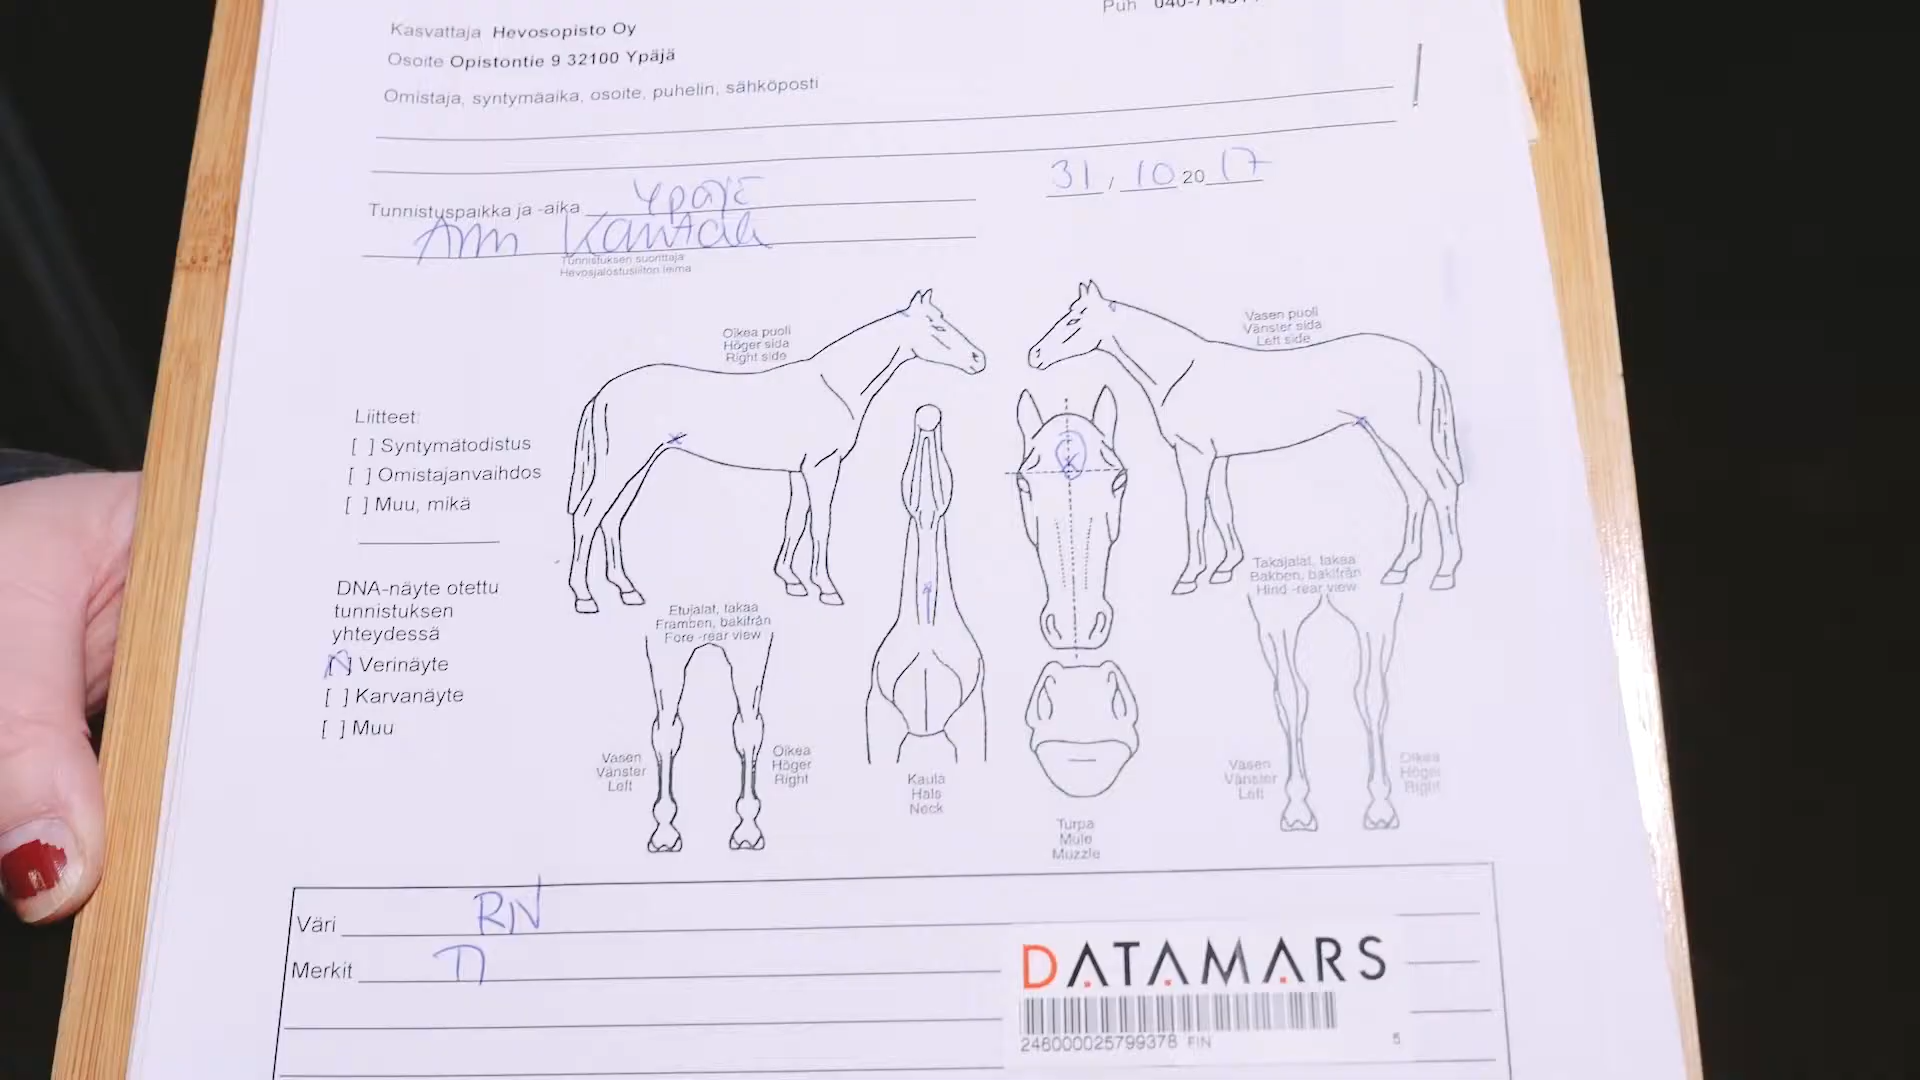 Puh
Kasvattaja Hevosopisto Oy
Osoite Opistontie 9 32100 Ypäjä
Omistaja, syntymäaika, osoite, puhelin, sähköposti
31 / 10 20 17
Tunnistuspaikka ja -aika Ypäjä
Tunnistuksen suorittaja
Hevosjalostusliiton leima
Oikea puoli
Höger sida
Right side
Vasen puoli
Vänster sida
Left side
Liitteet:
[ ] Syntymätodistus
[ ] Omistajanvaihdos
[ ] Muu, mikä
DNA-näyte otettu
tunnistuksen
yhteydessä
[X] Verinäyte
[ ] Karvanäyte
[ ] Muu
Etujalat, takaa
Framben, bakifrån
Fore -rear view
Takajalat, takaa
Bakben, bakifrån
Hind -rear view
Vasen
Vänster
Left
Oikea
Höger
Right
Kaula
Hals
Neck
Turpa
Mule
Muzzle
Vasen
Vänster
Left
Oikea
Höger
Right
Väri RN
Merkit
DATAMARS
246000025799378 FIN 5